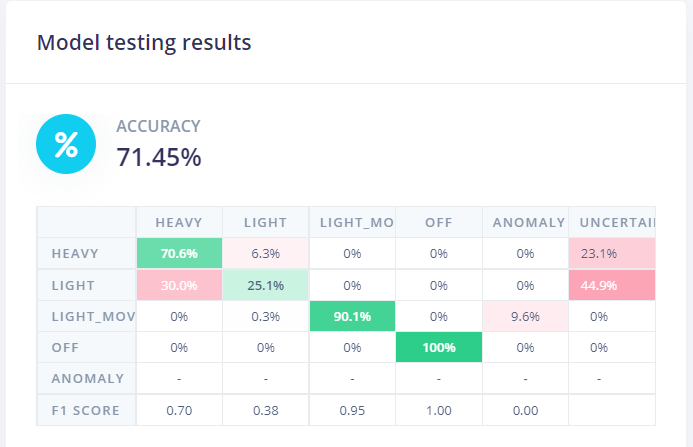 Model testing results
%
ACCURACY
71.45%
HEAVY LIGHT LIGHT_MO OFF ANOMALY UNCERTAI
HEAVY 70.6% 6.3% 0% 0% 0% 23.1%
LIGHT 30.0% 25.1% 0% 0% 0% 44.9%
LIGHT_MOV 0% 0.3% 90.1% 0% 9.6% 0%
OFF 0% 0% 0% 100% 0% 0%
ANOMALY - - - - - -
F1 SCORE 0.70 0.38 0.95 1.00 0.00